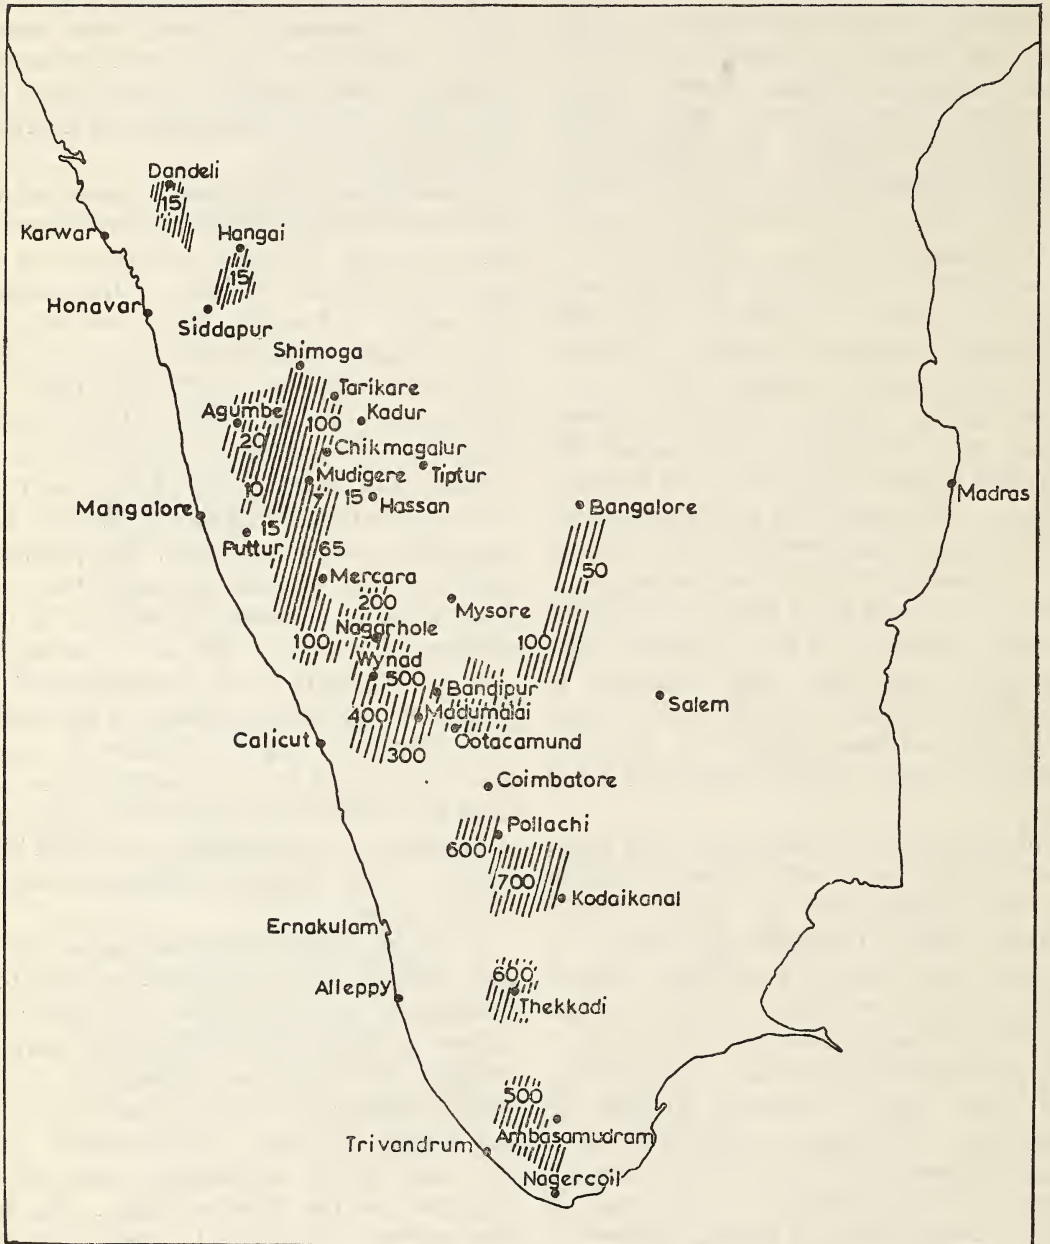 Dandeli
15
Karwar
Hangai
15
Honavar
Siddapur
Shimoga
Tarikare
Agumbe
Kadur
100
20
Chikmagalur
Tiptur
Mudigere
10
7
15
Hassan
Mangalore
Bangalore
Madras
15
Puttur
65
50
Mercara
200
Mysore
Nagarhole
100
100
Wynad
500
Bandipur
Salem
400
Madumalai
Calicut
300
Ootacamund
Coimbatore
Pollachi
600
700
Kodaikanal
Ernakulam
600
Alleppy
Thekkadi
500
Ambasamudram
Trivandrum
Nagercoil